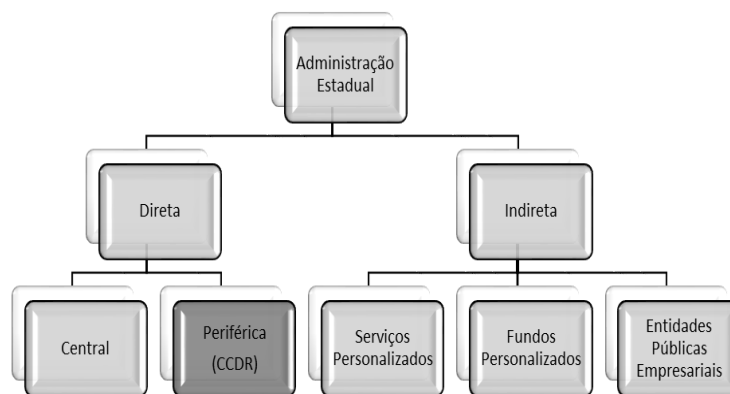 Administração
Estadual
Direta
Indireta
Central
Periférica
(CCDR)
Serviços
Personalizados
Fundos
Personalizados
Entidades
Públicas
Empresariais